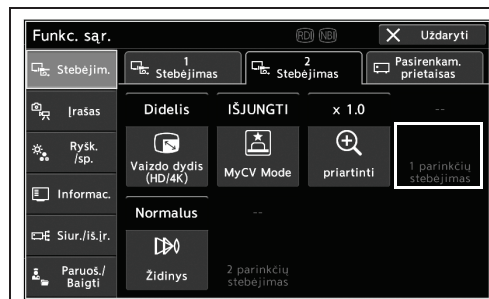 Funkc. sąr.
RDI NBI
X Uždaryti
Stebėjim.
1
Stebėjimas
2
Stebėjimas
Pasirenkam.
prietaisas
Įrašas
Didelis
IŠJUNGTI
x 1.0
--
Ryšk.
/sp.
Vaizdo dydis
(HD/4K)
MyCV Mode
priartinti
1 parinkčių
stebėjimas
Informac.
Normalus
--
Siur./iš.įr.
Paruoš./
Baigti
Židinys
2 parinkčių
stebėjimas